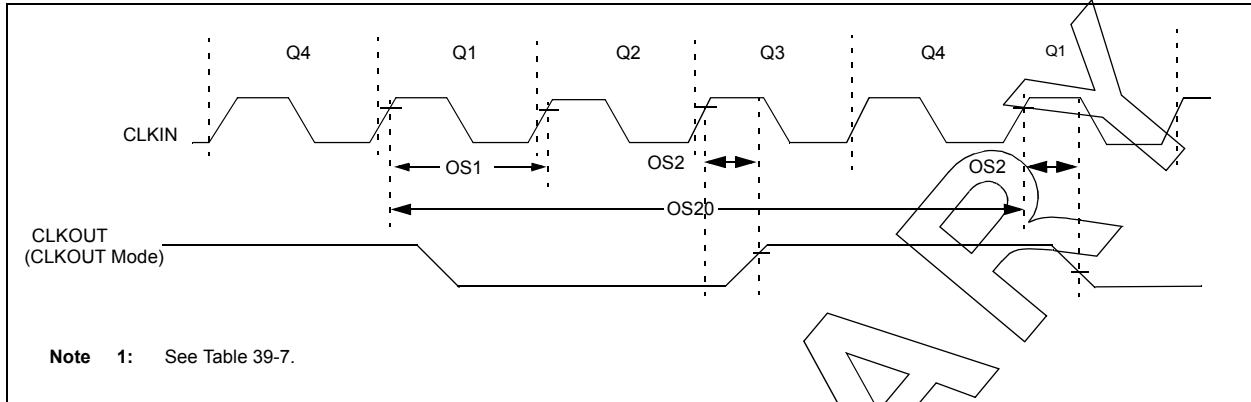 Q4 Q1 Q2 Q3 Q4 Q1
CLKIN
OS1 OS2 OS2
OS20
CLKOUT
(CLKOUT Mode)
Note 1: See Table 39-7.
A R Y